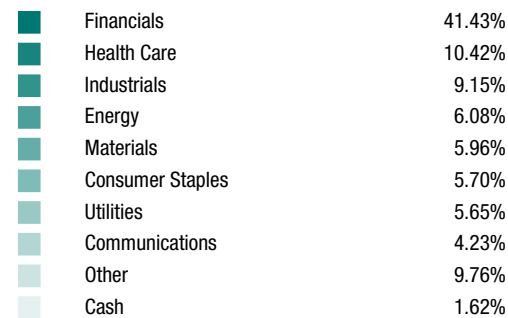 Financials 41.43%
Health Care 10.42%
Industrials 9.15%
Energy 6.08%
Materials 5.96%
Consumer Staples 5.70%
Utilities 5.65%
Communications 4.23%
Other 9.76%
Cash 1.62%